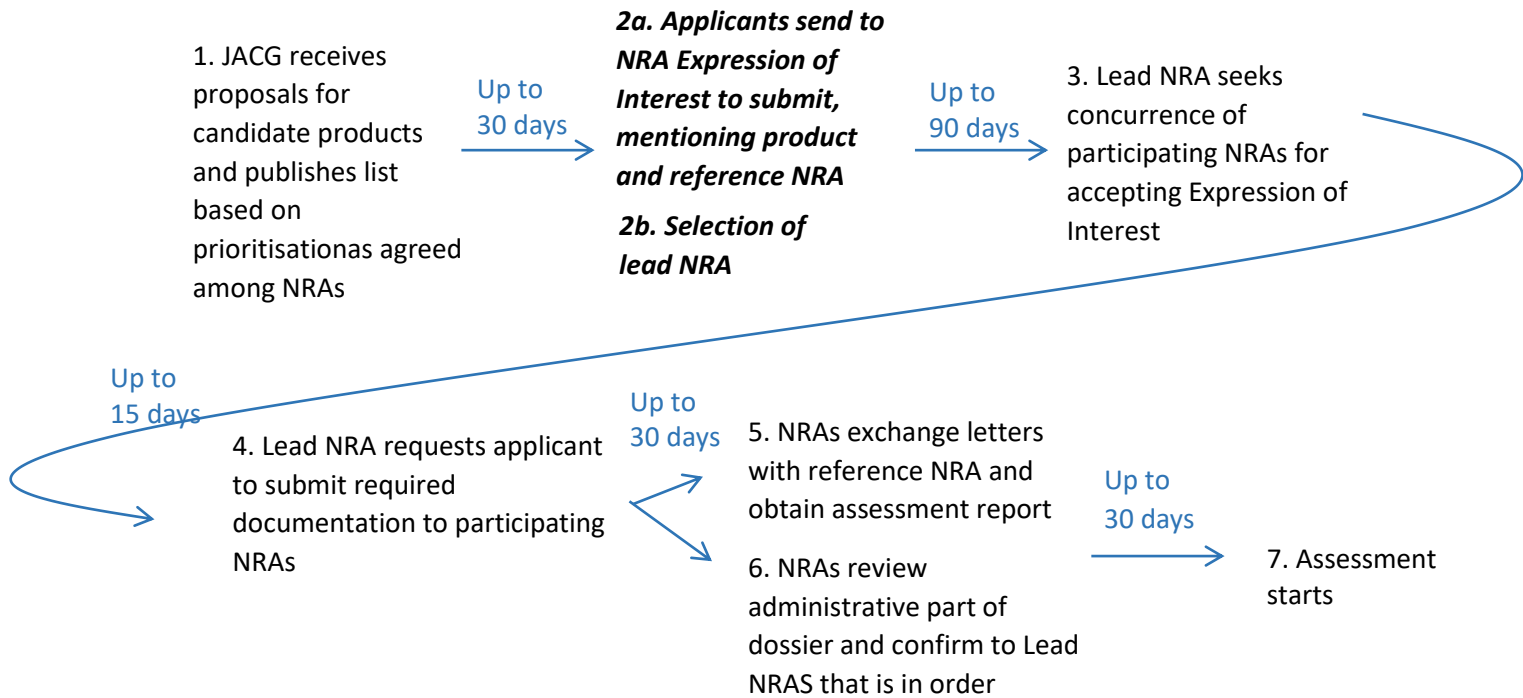 1. JACG receives
proposals for
candidate products
and publishes list
based on
prioritisationas agreed
among NRAs
Up to
30 days
2a. Applicants send to
NRA Expression of
Interest to submit,
mentioning product
and reference NRA
2b. Selection of
lead NRA
Up to
90 days
3. Lead NRA seeks
concurrence of
participating NRAs for
accepting Expression of
Interest
Up to
15 days
4. Lead NRA requests applicant
to submit required
documentation to participating
NRAs
Up to
30 days
5. NRAs exchange letters
with reference NRA and
obtain assessment report
6. NRAs review
administrative part of
dossier and confirm to Lead
NRAS that is in order
Up to
30 days
7. Assessment
starts